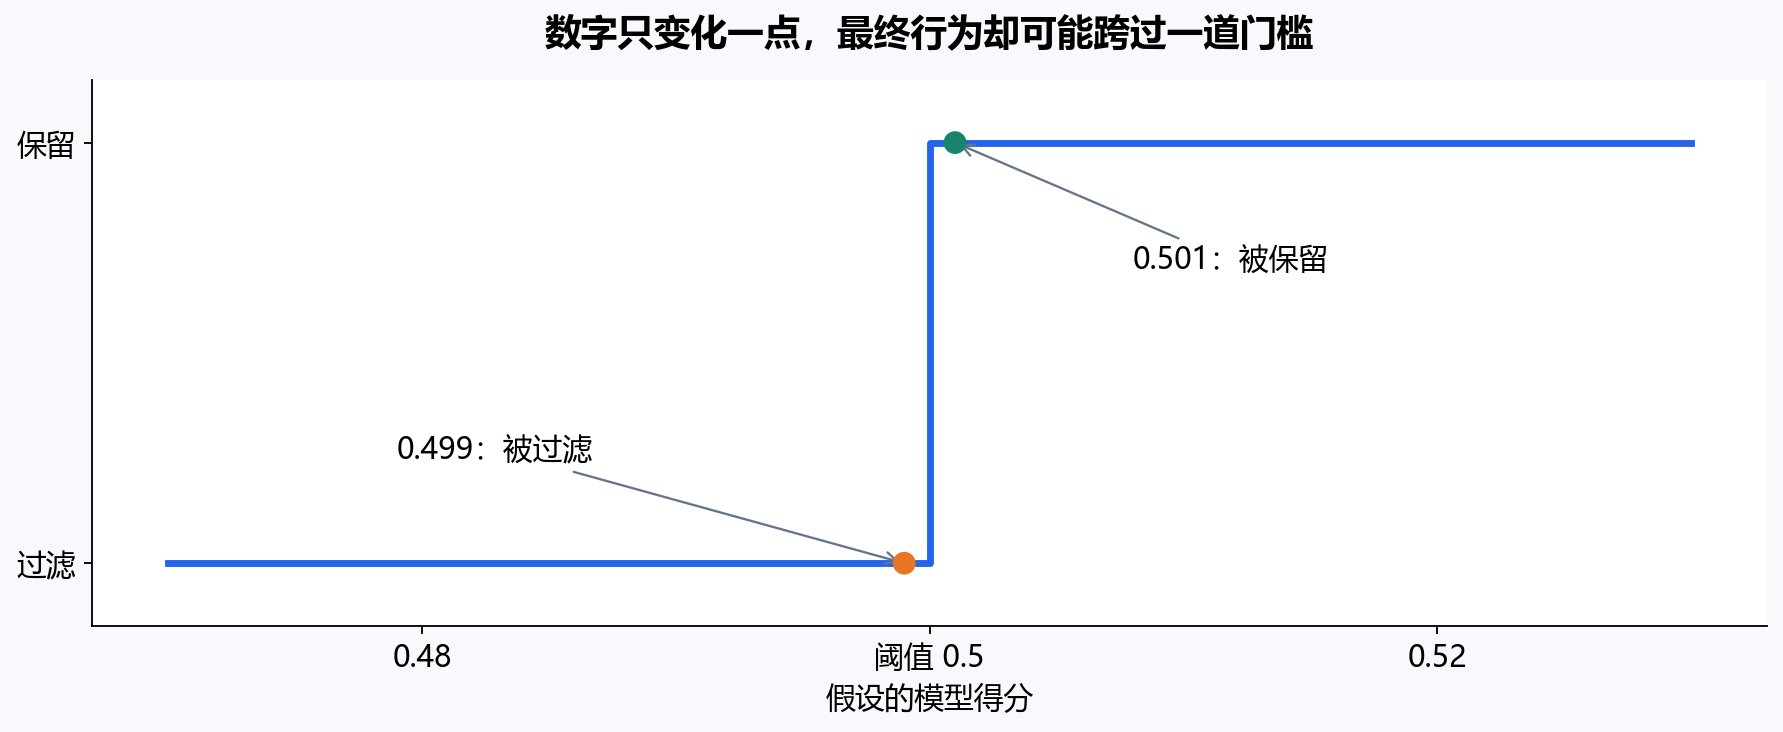 数字只变化一点，最终行为却可能跨过一道门槛
保留
0.501：被保留
0.499：被过滤
过滤
0.48
阈值 0.5
0.52
假设的模型得分